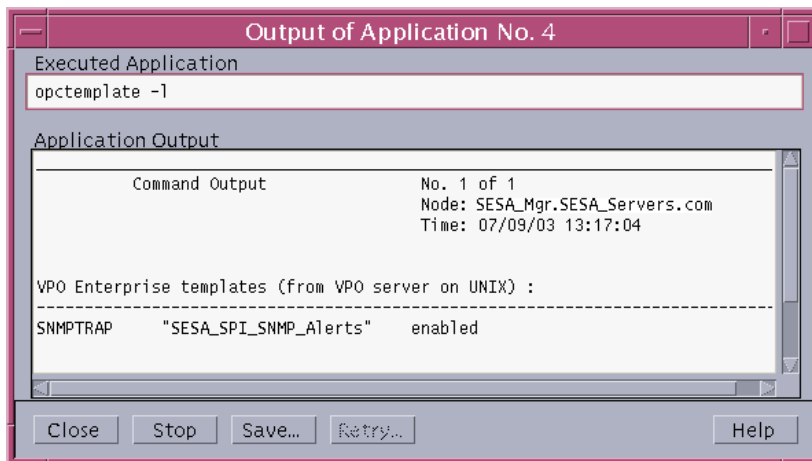 Output of Application No. 4
Executed Application
opctemplate -l
Application Output
Command Output No. 1 of 1
Node: SESA_Mgr.SESA_Servers.com
Time: 07/09/03 13:17:04
VPO Enterprise templates (from VPO server on UNIX) :
--------------------------------------------------------------------------------
SNMPTRAP "SESA_SPI_SNMP_Alerts" enabled
Close Stop Save... Retry... Help